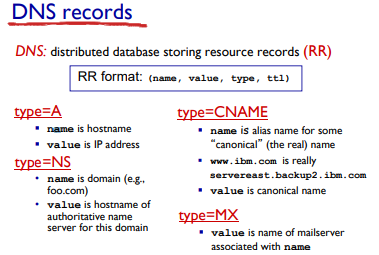 DNS records
DNS: distributed database storing resource records (RR)
RR format: (name, value, type, ttl)
type=A
▪ name is hostname
▪ value is IP address
type=NS
• name is domain (e.g.,
foo.com)
▪ value is hostname of
authoritative name
server for this domain
type=CNAME
▪ name is alias name for some
“canonical” (the real) name
▪ www.ibm.com is really
servereast.backup2.ibm.com
▪ value is canonical name
type=MX
▪ value is name of mailserver
associated with name